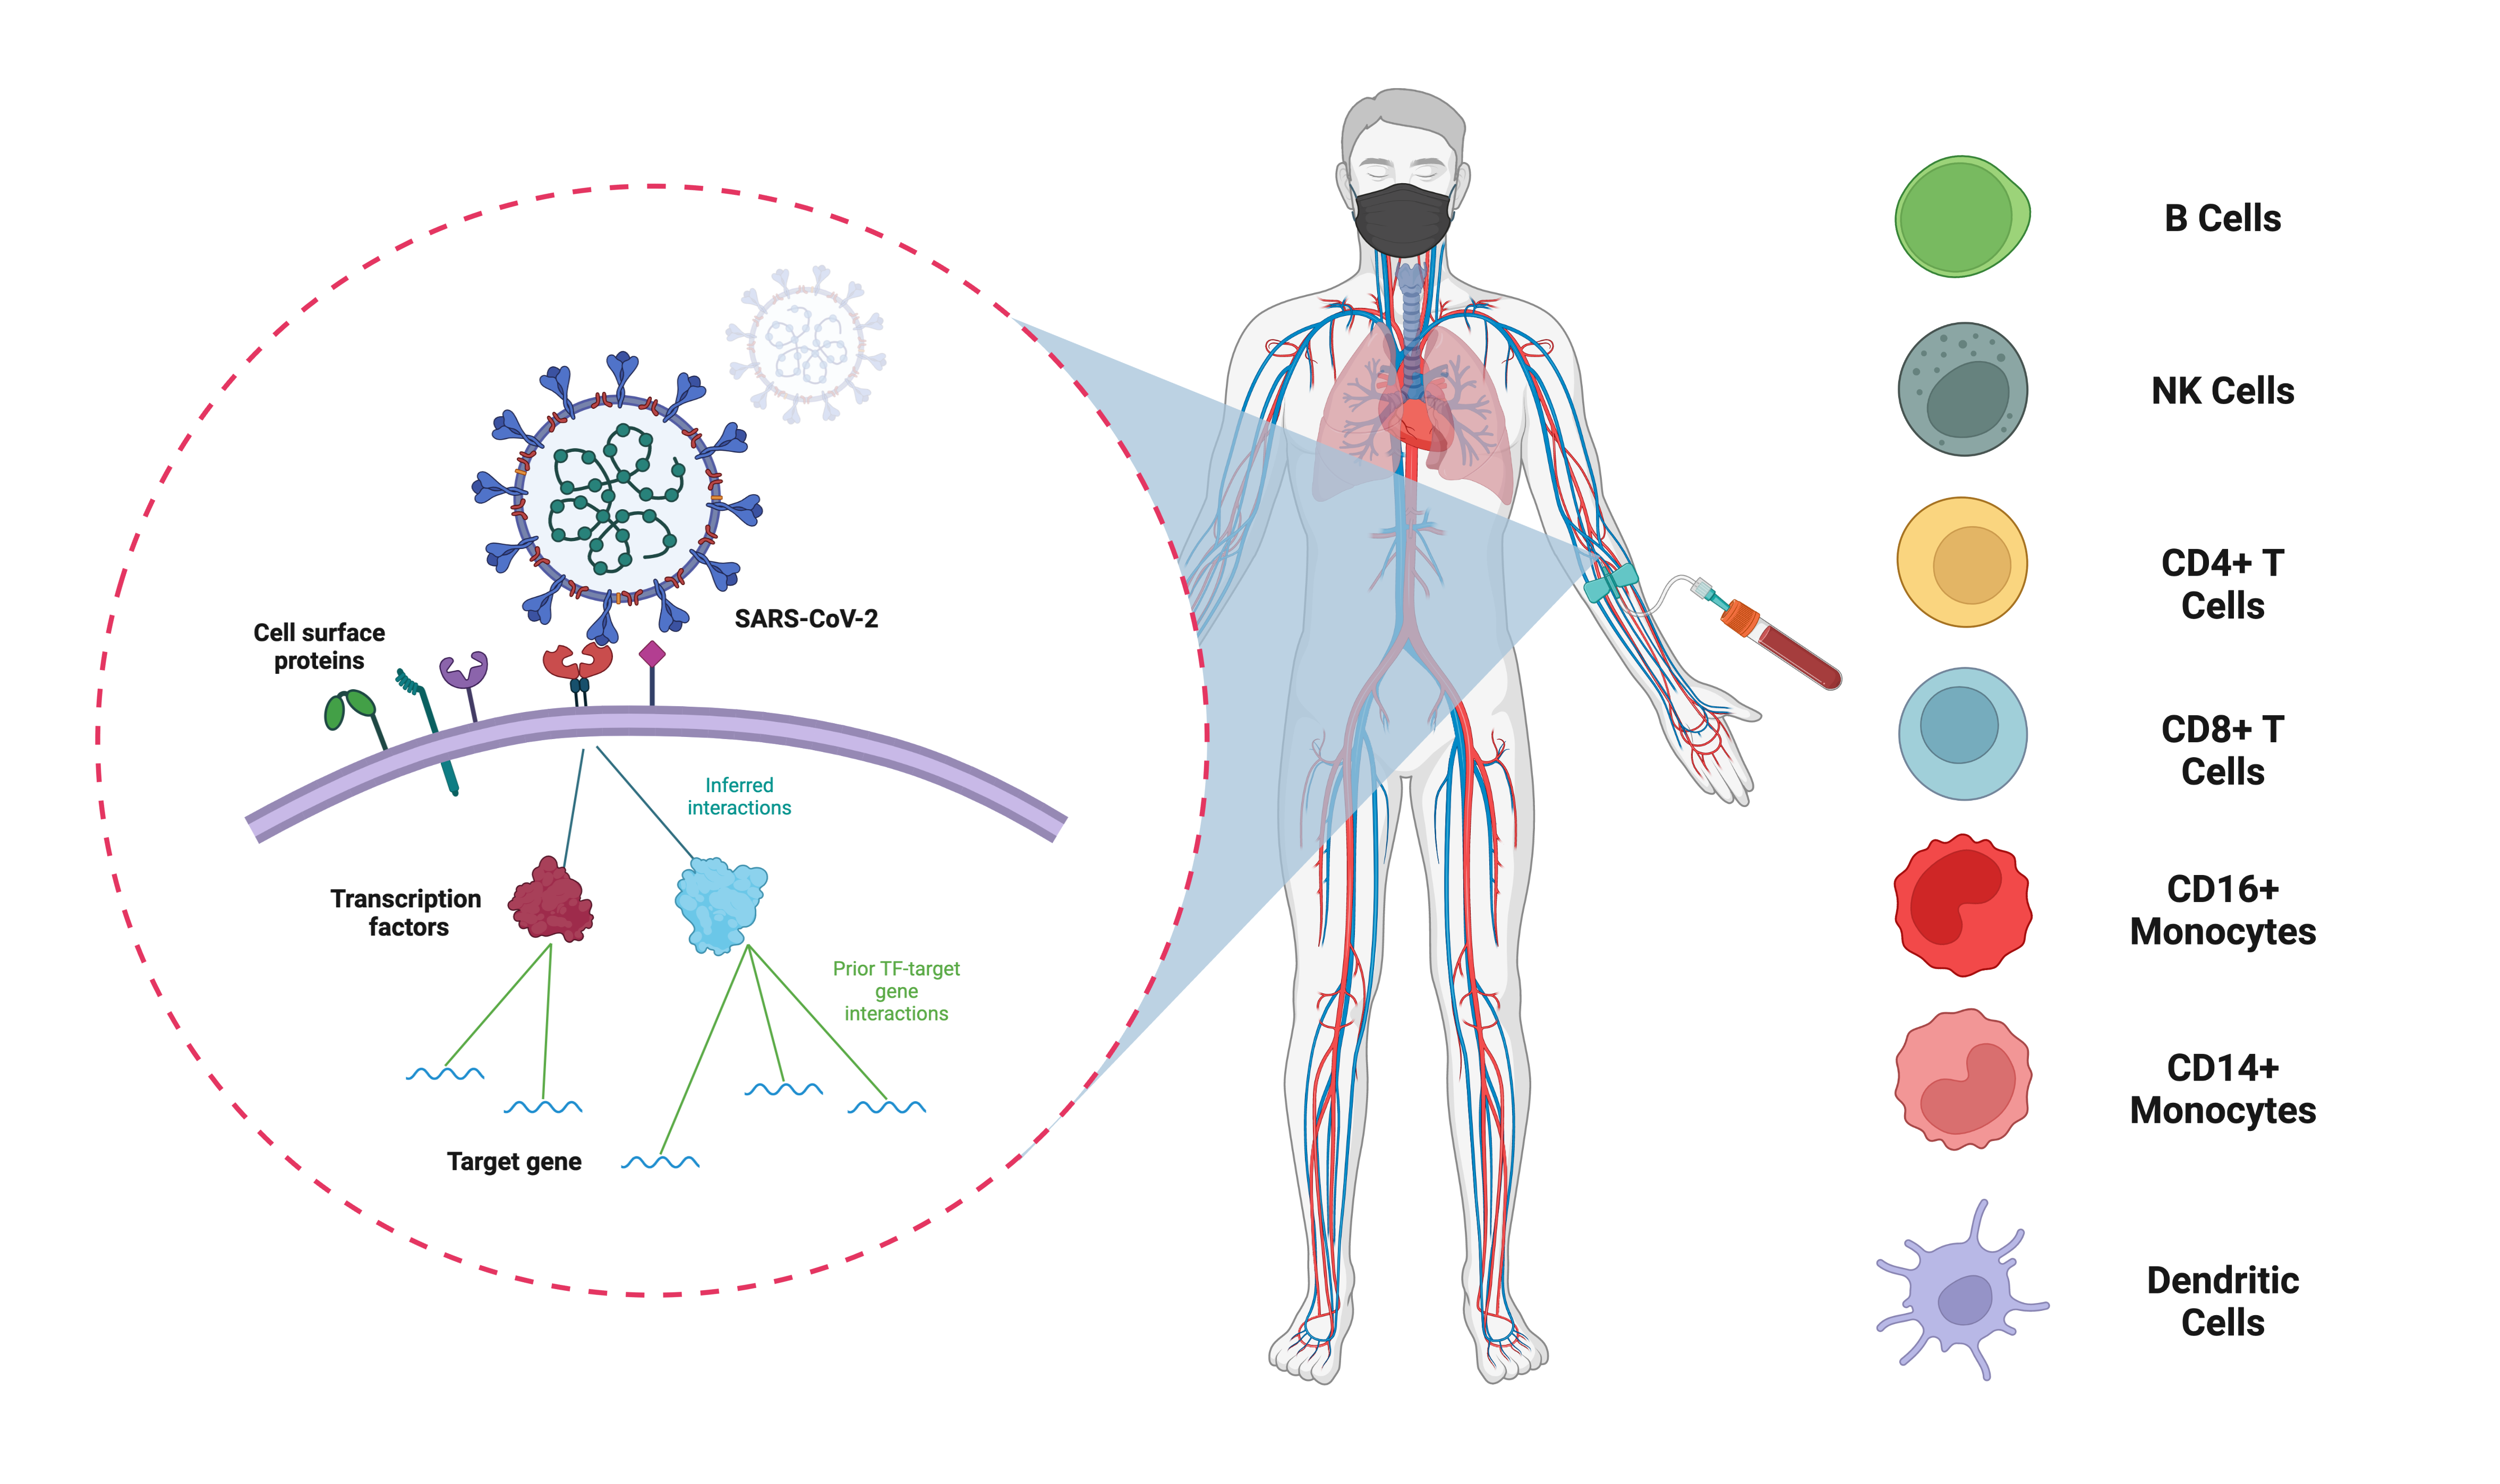 SARS-CoV-2
Cell surface
proteins
Inferred
interactions
Transcription
factors
Prior TF-target
gene
interactions
Target gene
B Cells
NK Cells
CD4+ T
Cells
CD8+ T
Cells
CD16+
Monocytes
CD14+
Monocytes
Dendritic
Cells